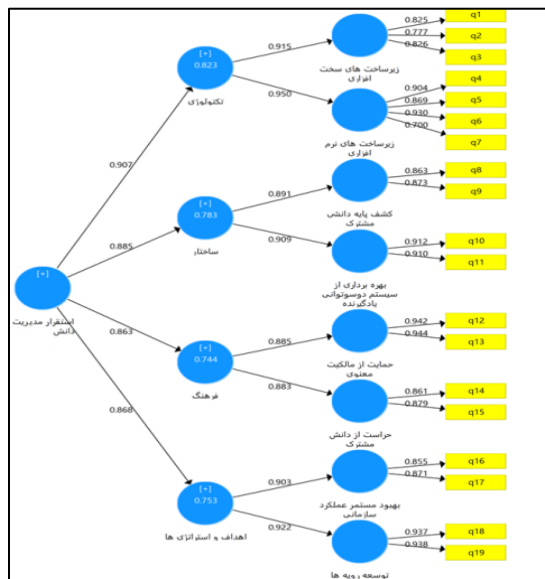 q1
0.825
0.777
q2
0.826
q3
0.915
[+]
0.823
تکنولوژی
زیرساخت های سخت
افزاری
q4
0.904
0.869
q5
0.950
0.930
q6
0.700
q7
زیرساخت های نرم
افزاری
0.907
0.863
q8
0.891
0.873
q9
[+]
0.783
ساختار
کشف پایه دانشی
مشترک
0.909
0.912
q10
0.910
q11
0.885
بهره برداری از
سیستم دوسوتوانی
یادگیرنده
[+]
استقرار مدیریت
دانش
0.942
q12
0.944
q13
0.863
0.885
[+]
0.744
فرهنگ
حمایت از مالکیت
معنوی
0.883
0.861
q14
0.879
q15
0.868
حراست از دانش
مشترک
0.855
q16
0.871
q17
0.903
[+]
0.753
اهداف و استراتژی ها
بهبود مستمر عملکرد
سازمانی
0.922
0.937
q18
0.938
q19
توسعه رویه ها